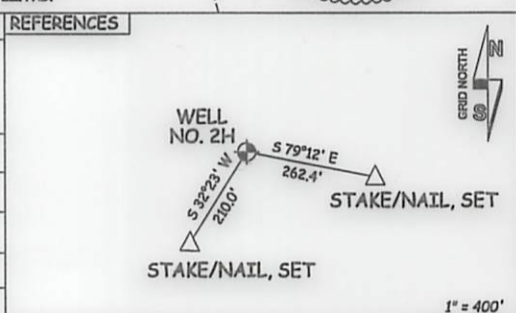 REFERENCES
GRID NORTH
N
S
WELL
NO. 2H
S 79°12' E
262.4'
S 32°23' W
210.0'
STAKE/NAIL, SET
STAKE/NAIL, SET
1" = 400'